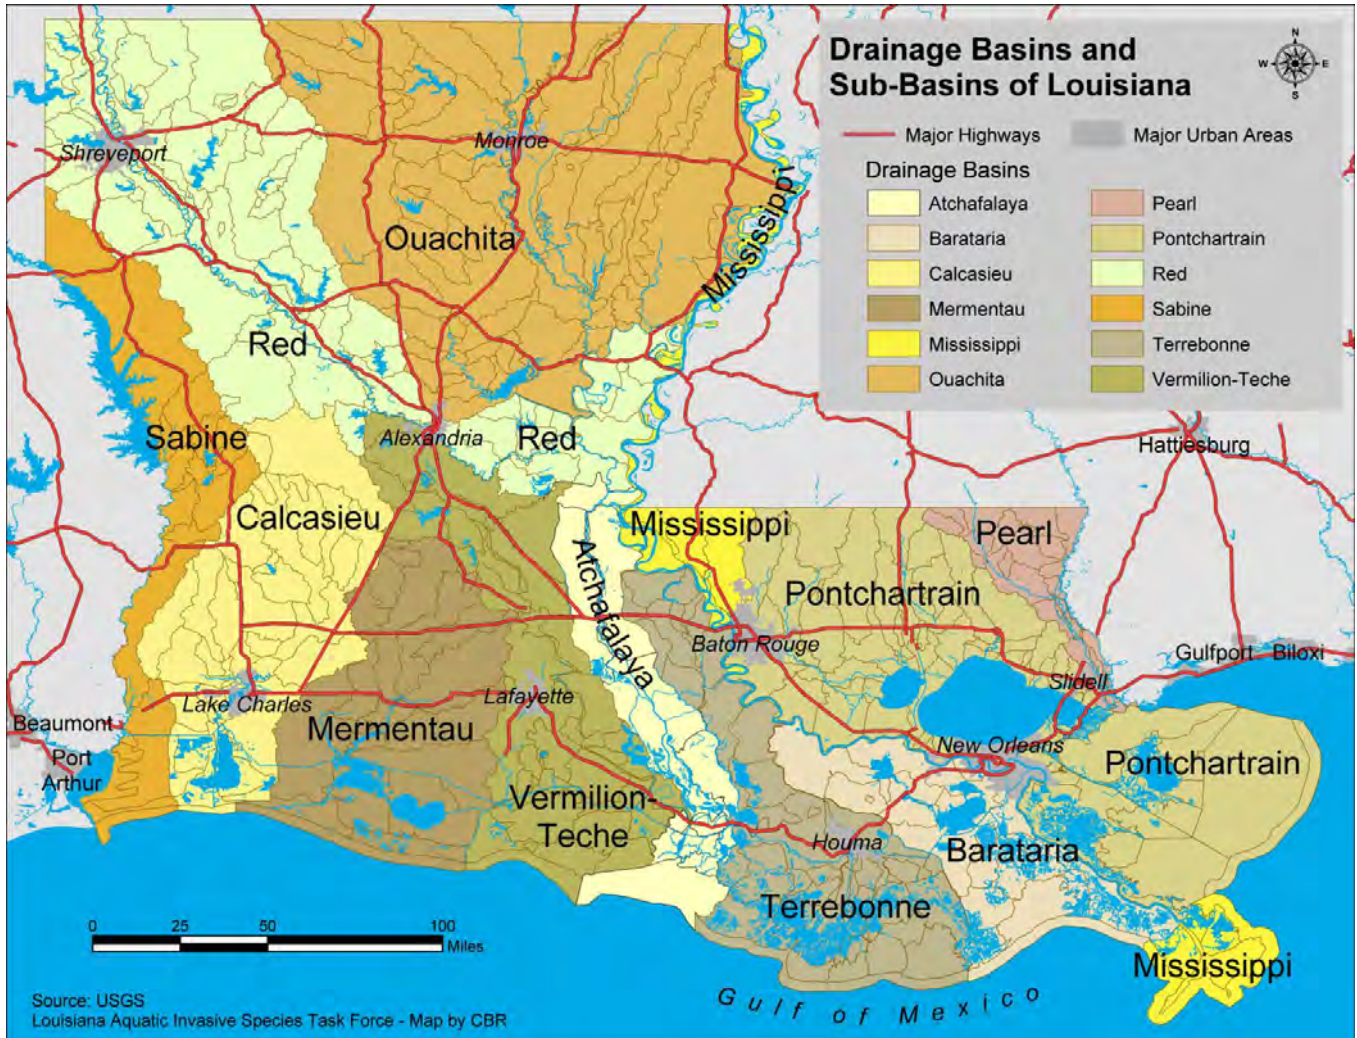 Drainage Basins and
Sub-Basins of Louisiana
N
W
E
S
Major Highways
Major Urban Areas
Drainage Basins
Atchafalaya
Barataria
Calcasieu
Mermentau
Mississippi
Ouachita
Pearl
Pontchartrain
Red
Sabine
Terrebonne
Vermilion-Teche
Shreveport
Monroe
Mississippi
Ouachita
Red
Sabine
Alexandria
Red
Hattiesburg
Calcasieu
Mississippi
Pearl
Atchafalaya
Pontchartrain
Baton Rouge
Gulfport
Biloxi
Slidell
Lake Charles
Lafayette
Beaumont
Port
Arthur
Mermentau
New Orleans
Pontchartrain
Vermilion-
Teche
Houma
Barataria
Terrebonne
Mississippi
Gulf of Mexico
0
25
50
100
Miles
Source: USGS
Louisiana Aquatic Invasive Species Task Force - Map by CBR